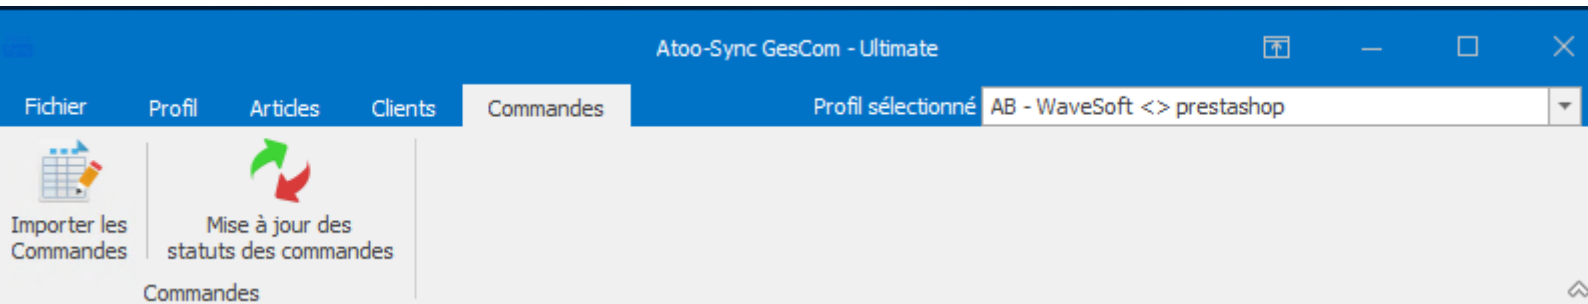 Atoo-Sync GesCom - Ultimate
Fichier Profil Articles Clients Commandes Profil sélectionné AB - WaveSoft <> prestashop
Importer les Commandes
Mise à jour des statuts des commandes
Commandes